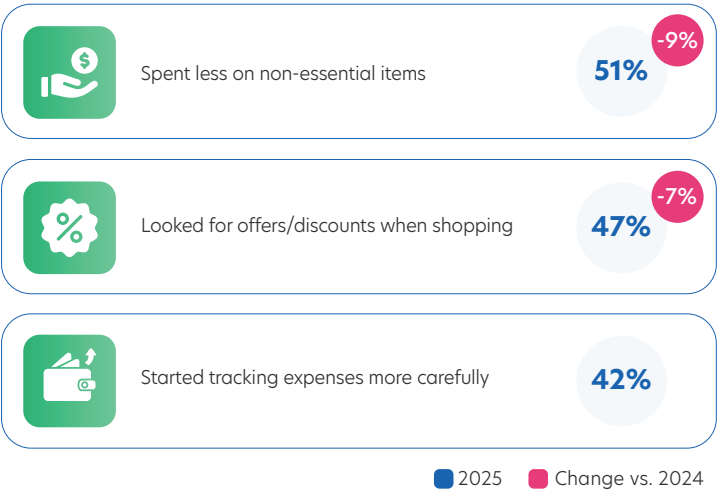 -9%
$
Spent less on non-essential items 51%
-7%
%
Looked for offers/discounts when shopping 47%
Started tracking expenses more carefully 42%
2025 Change vs. 2024